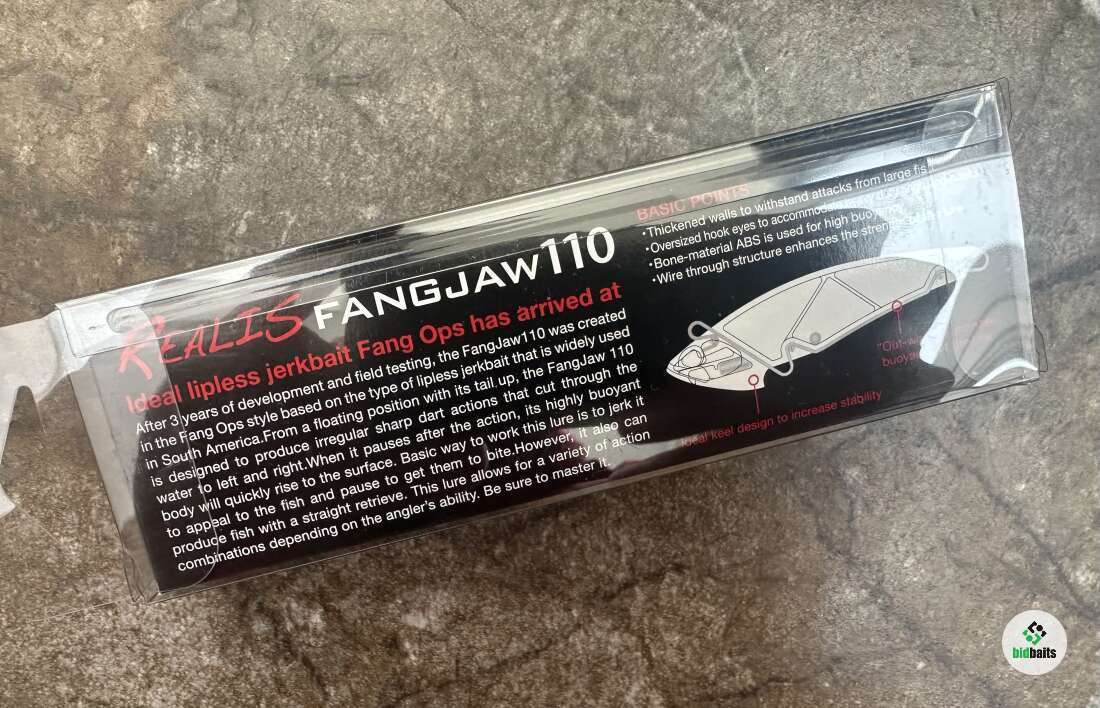 REALIS FANGJAW110
Ideal lipless jerkbait Fang Ops has arrived at
After 3 years of development and field testing, the FangJaw110 was created
in the Fang Ops style based on the type of lipless jerkbait that is widely used
in South America.From a floating position with its tail up, the FangJaw 110
is designed to produce irregular sharp dart actions that cut through the
water to left and right.When it pauses after the action, its highly buoyant
body will quickly rise to the surface. Basic way to work this lure is to jerk it
to appeal to the fish and pause to get them to bite.However, it also can
produce fish with a straight retrieve. This lure allows for a variety of action
combinations depending on the angler's ability. Be sure to master it.
BASIC POINTS
•Thickened walls to withstand attacks from large fish
•Oversized hook eyes to accommodate
•Bone-material ABS is used for high
•Wire through structure enhances the
Ideal keel design to increase stability
bidbaits